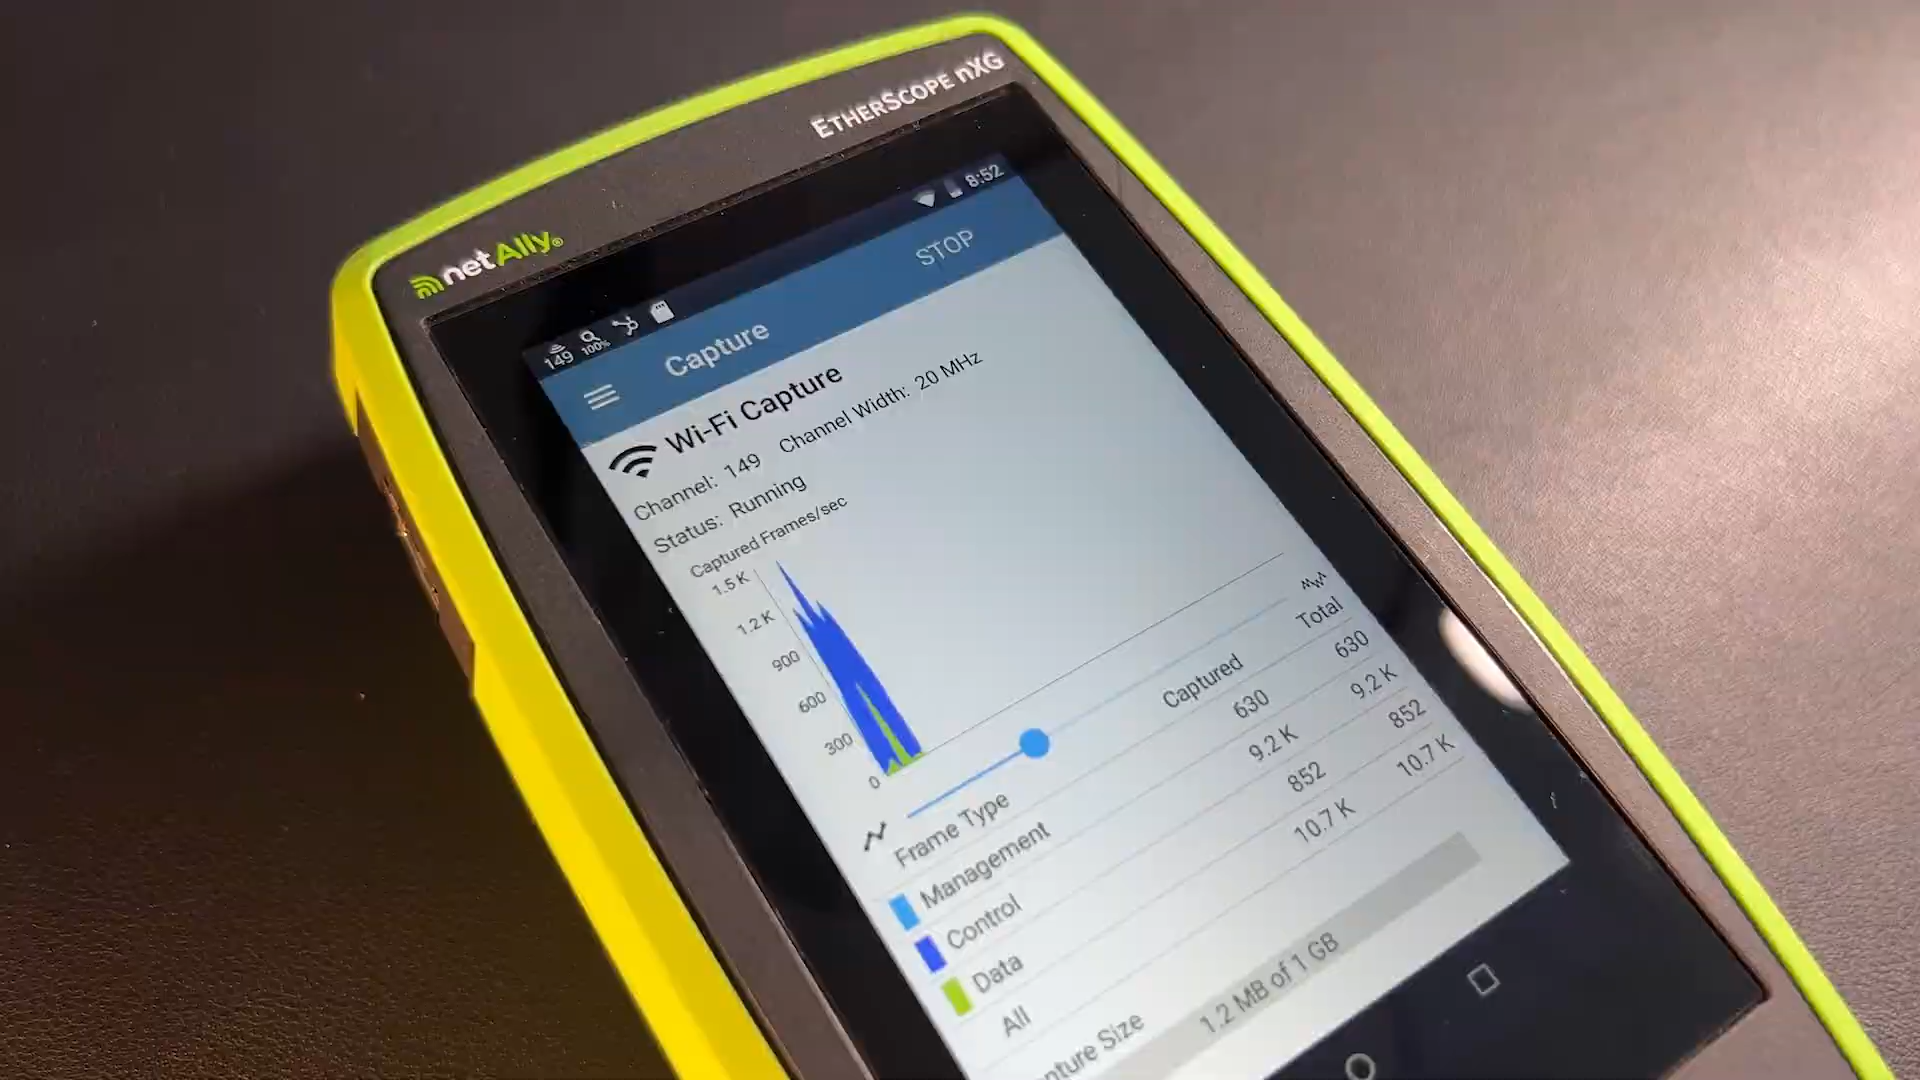 ETHERSCOPE nXG
netAlly®
149 100% 8:52
Capture STOP
Wi-Fi Capture
Channel: 149 Channel Width: 20 MHz
Status: Running
Captured Frames/sec
1.5 K
1.2 K
900
600
300
0
Frame Type Captured Total
Management 630 630
Control 9.2 K 9.2 K
Data 852 852
All 10.7 K 10.7 K
pture Size 1.2 MB of 1 GB